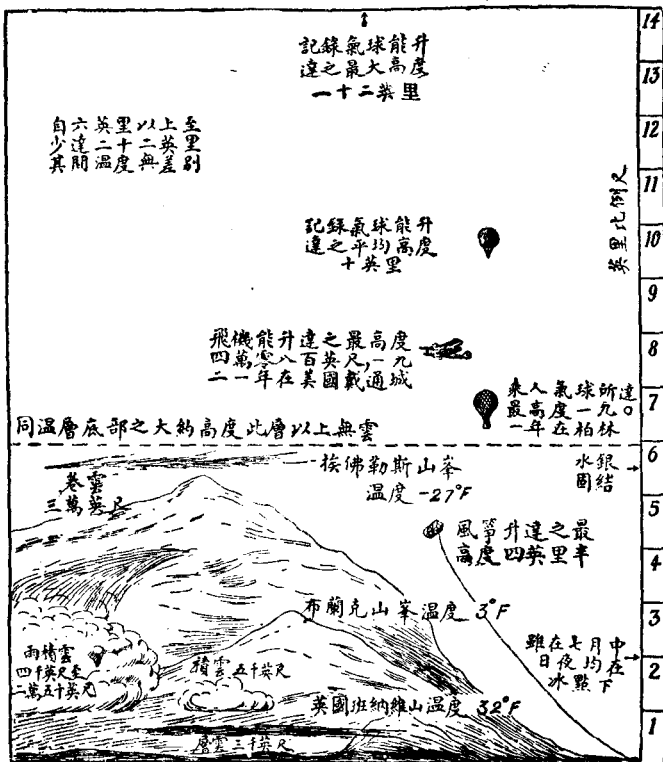 記錄氣球能升
達之最大高度
一十二英里
自六英里以上至
少達二十二英里
其間溫度無差別
英里比例尺
記錄氣球能升
達之平均高度
十英里
飛機能升達之最高度
四萬零八百英尺,一九
二一年在美國戴通城
乘人氣球所達
最高度一九〇
一年在柏林
同溫層底部之大約高度此層以上無雲
埃佛勒斯山峯
溫度 -27°F
水銀
固結
卷雲
三萬英尺
風箏升達之最
高度四英里半
布蘭克山峯溫度 3°F
雖在七月中
日夜均在
冰點下
雨積雲
四千英尺至
二萬五千英尺
積雲 五千英尺
英國班納維山溫度 32°F
層雲三千英尺
14
13
12
11
10
9
8
7
6
5
4
3
2
1